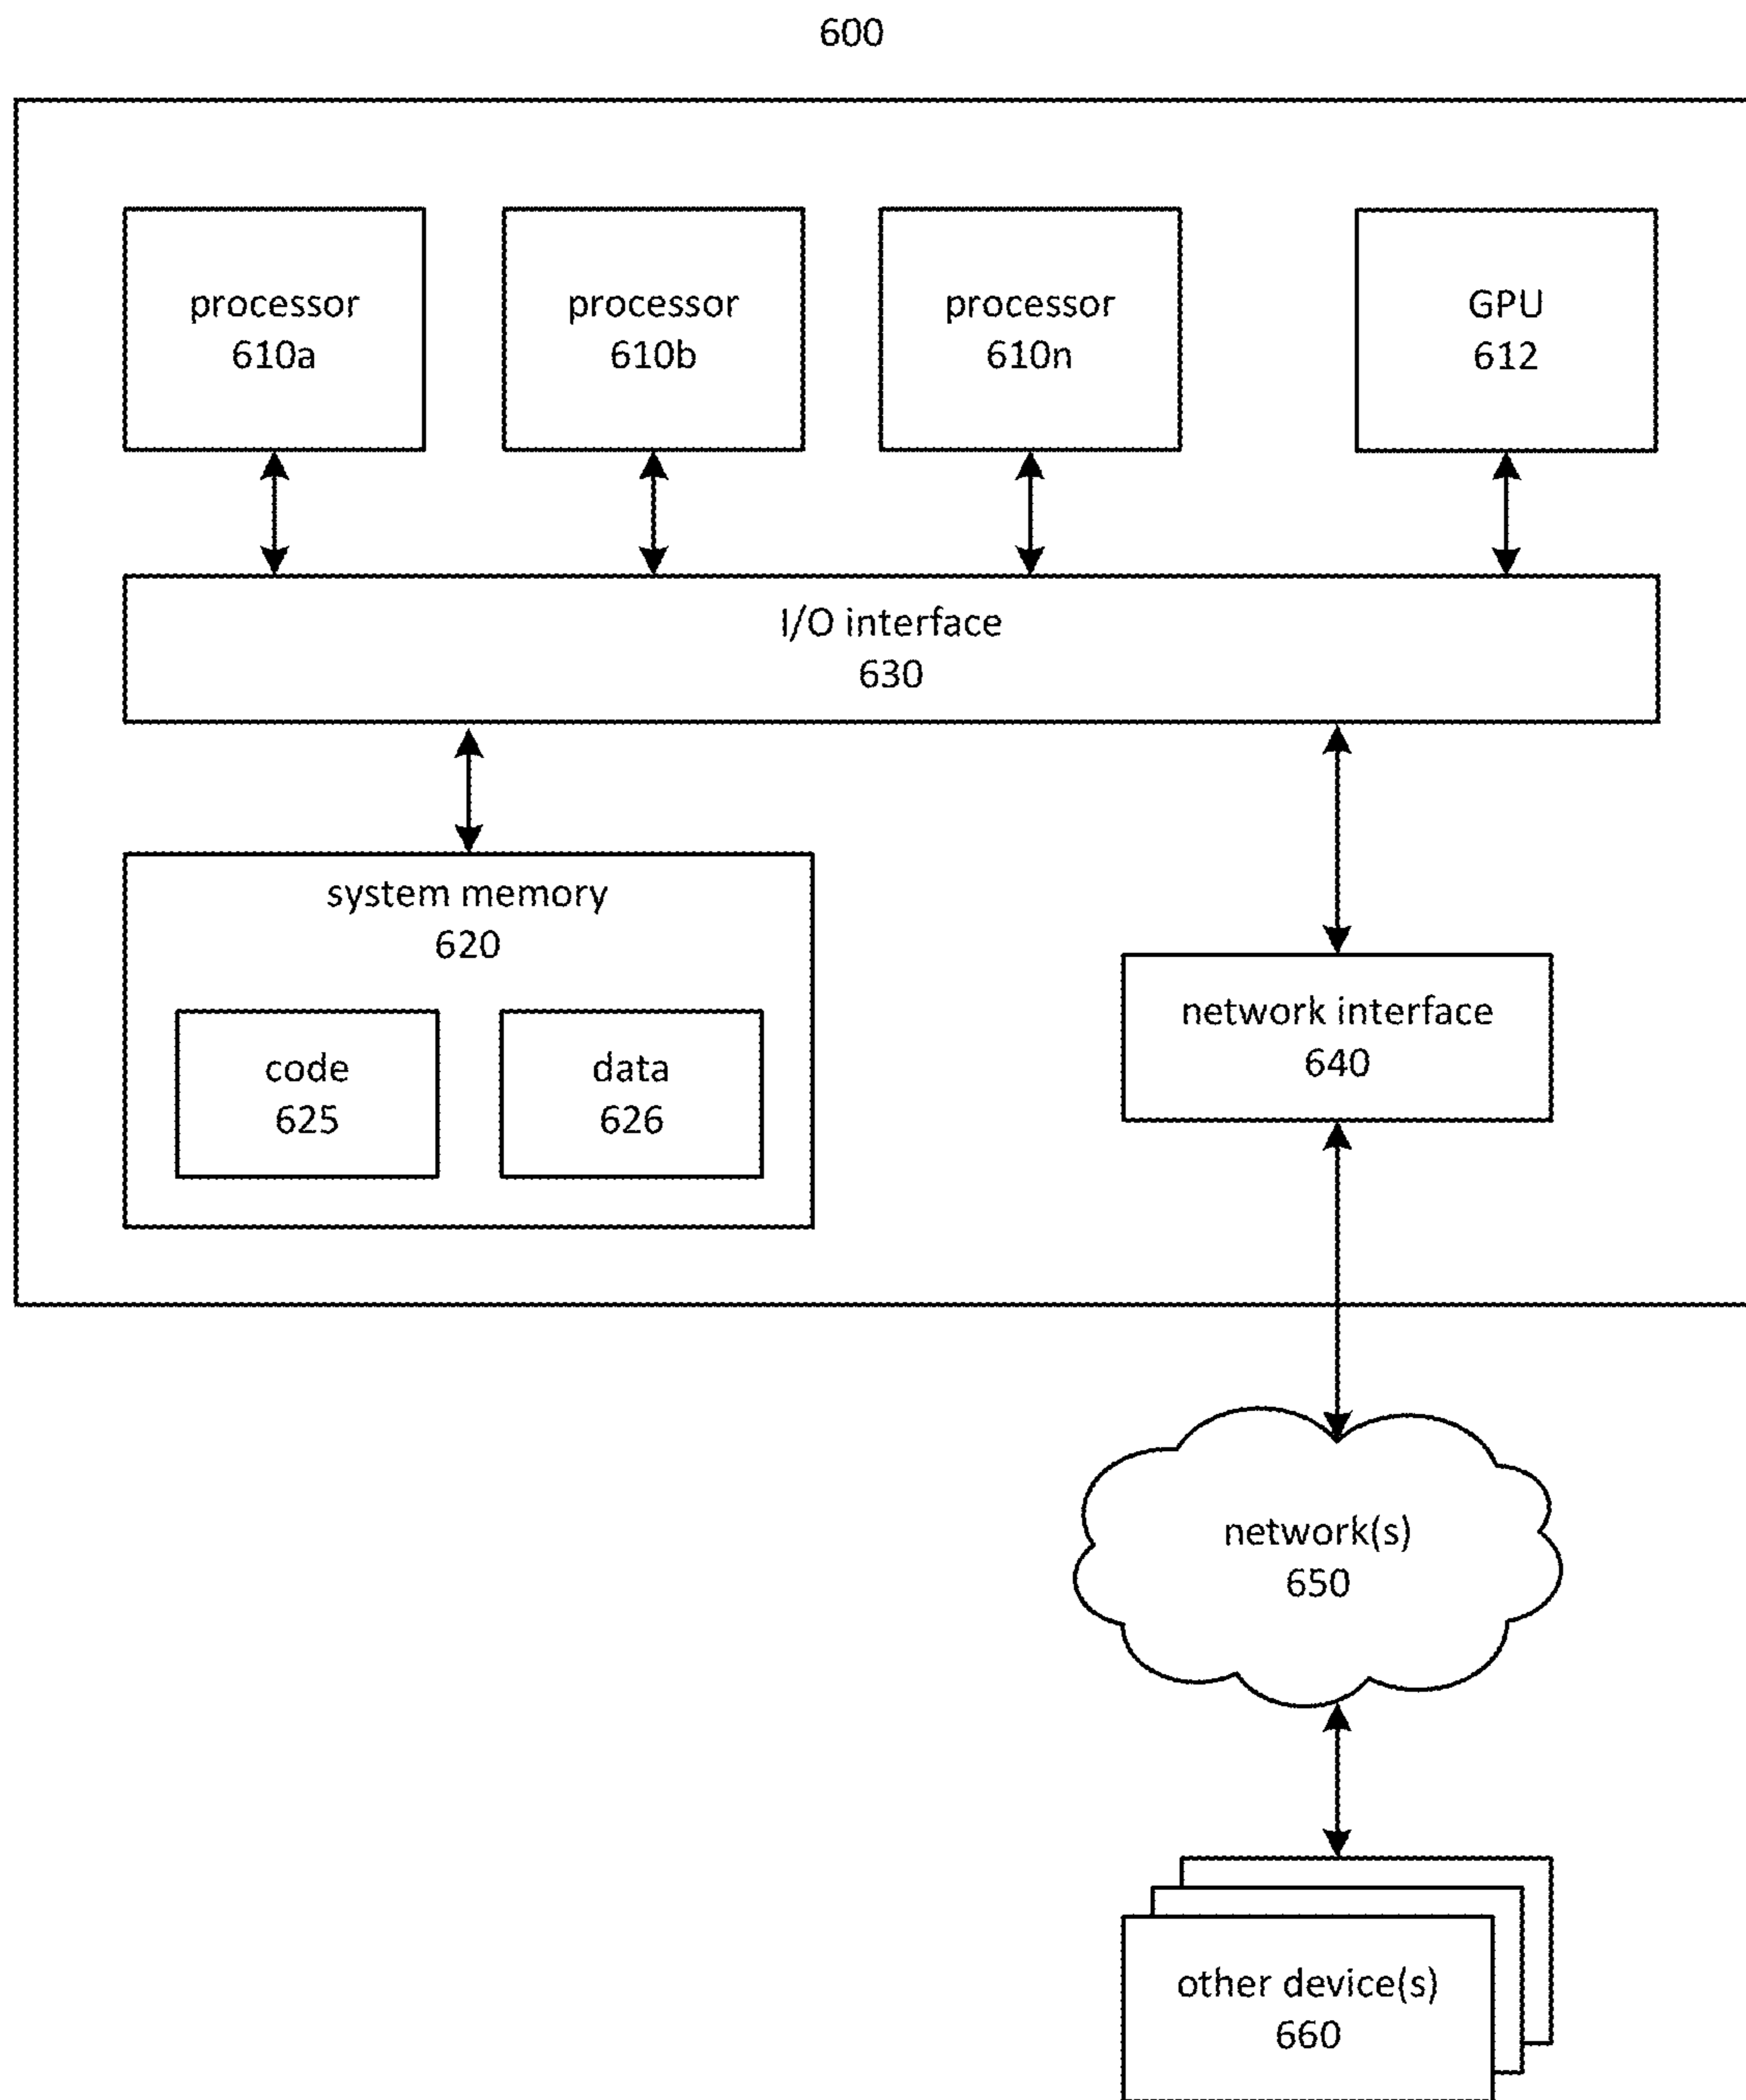 600
processor
610a
processor
610b
processor
610n
GPU
612
I/O interface
630
system memory
620
code
625
data
626
network interface
640
network(s)
650
other device(s)
660